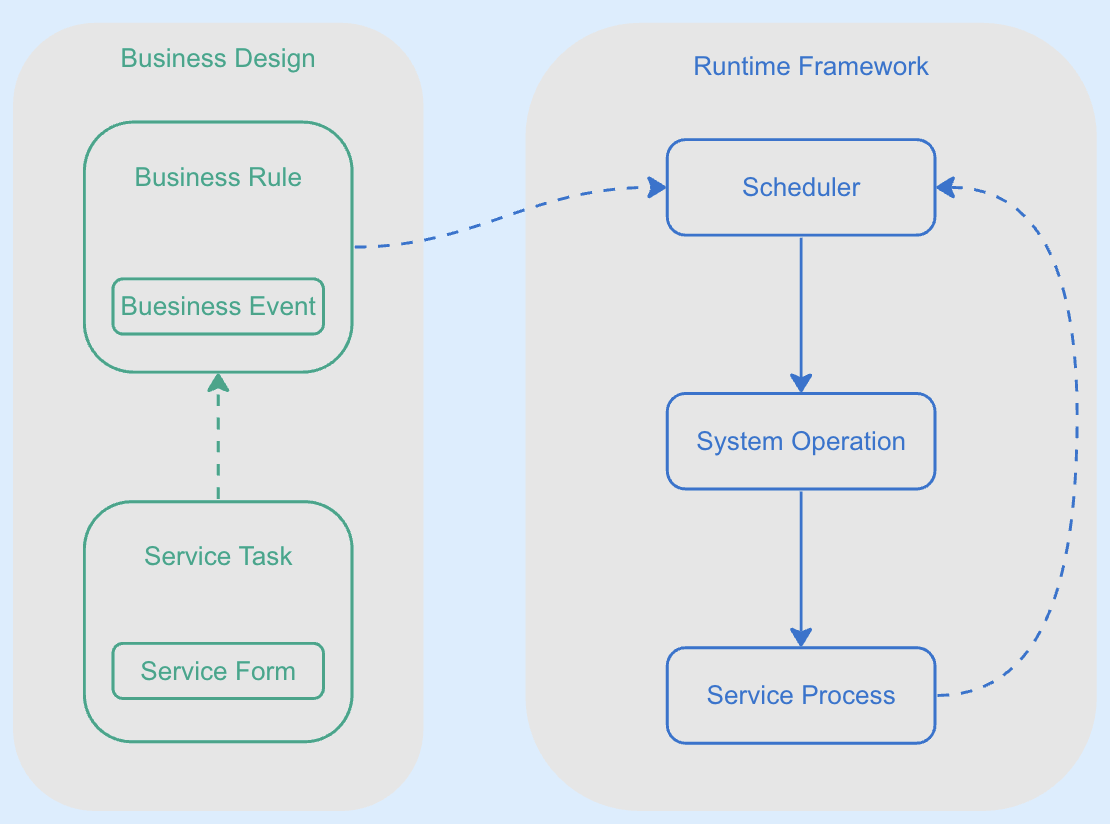 Business Design
Business Rule
Buesiness Event
Service Task
Service Form
Runtime Framework
Scheduler
System Operation
Service Process